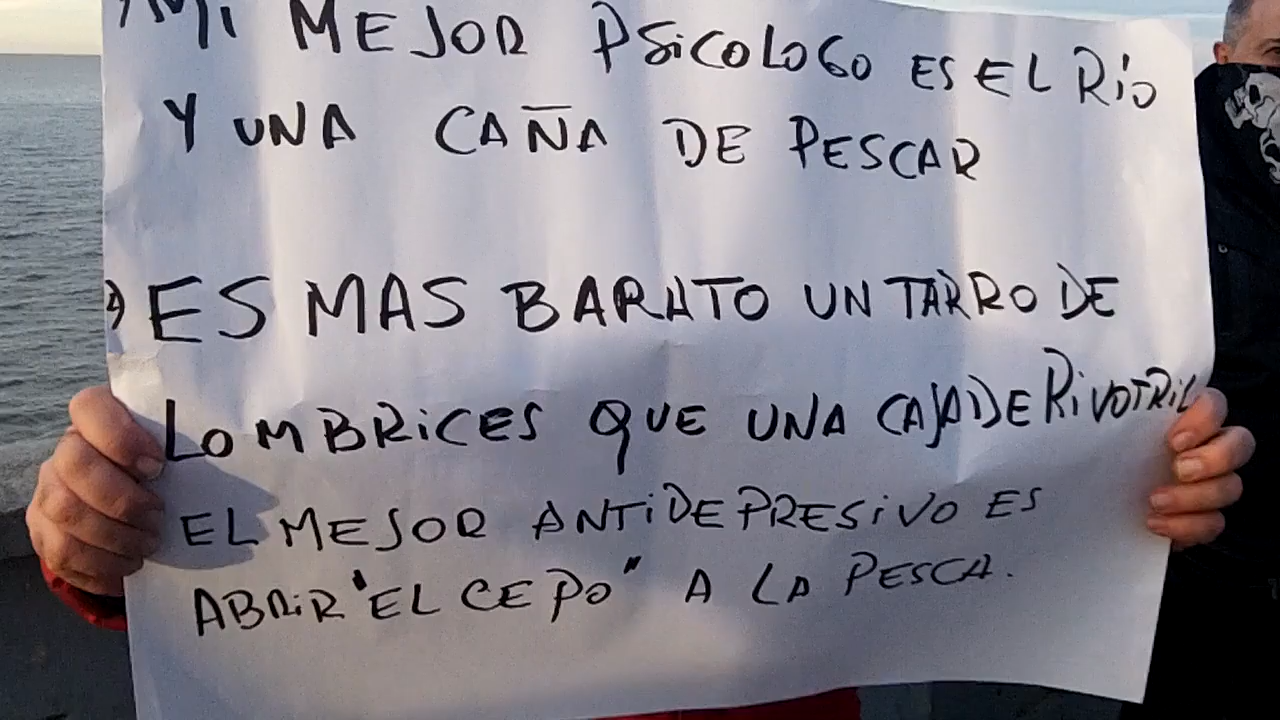 MI MEJOR PSiCOLOGO ES EL Río
Y UNA CAÑA DE PESCAR
ES MAS BARATO UN TARRO DE
LOMBRiCES QUE UNA CAJA DE RiVOTRiL
EL MEJOR ANTiDEPRESiVO ES
ABRiR "EL CEPO" A LA PESCA.